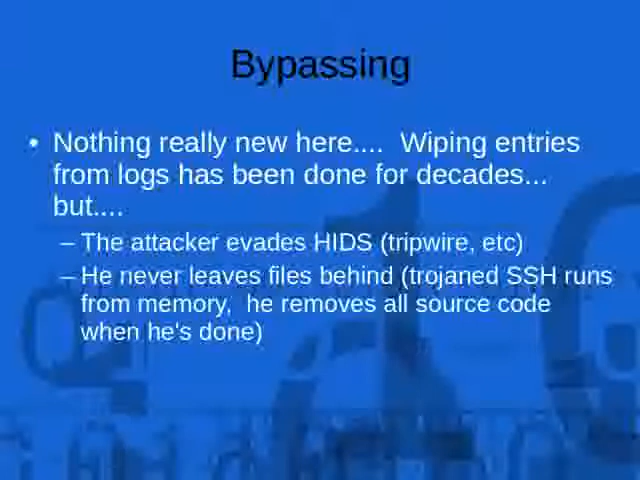 Bypassing
• Nothing really new here....  Wiping entries
from logs has been done for decades...
but....
– The attacker evades HIDS (tripwire, etc)
– He never leaves files behind (trojaned SSH runs
from memory,  he removes all source code
when he's done)